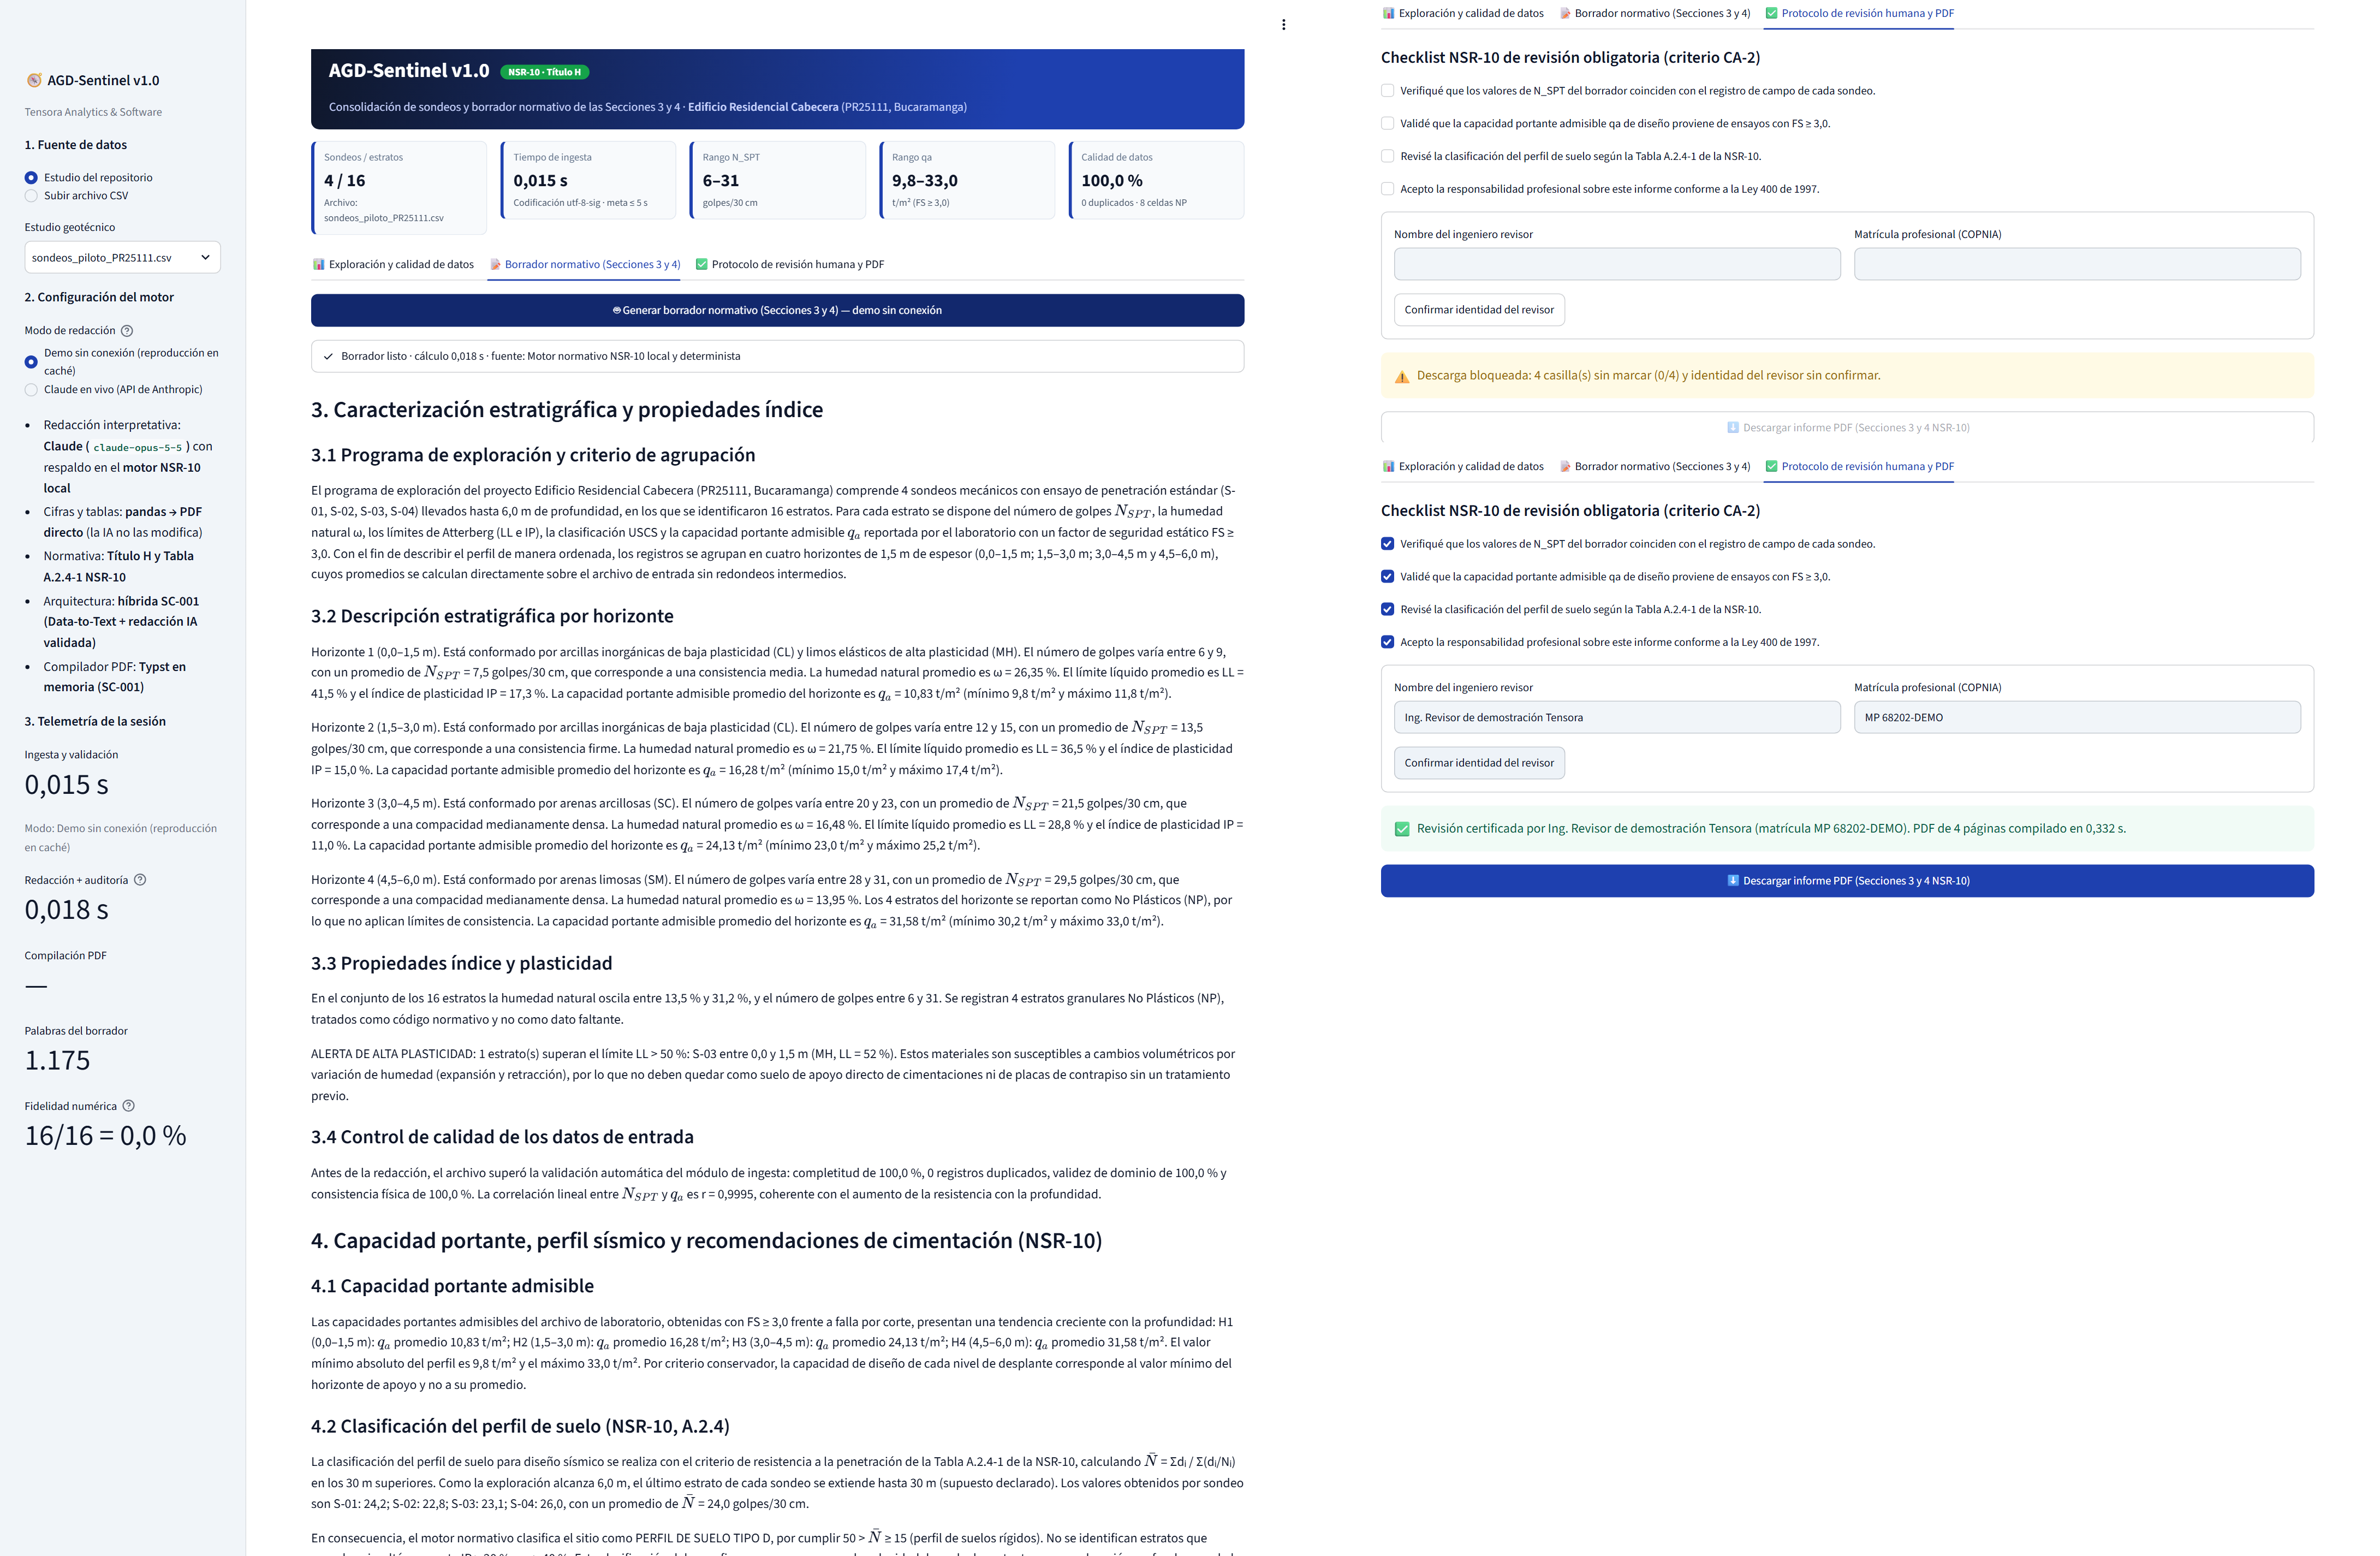 AGD-Sentinel v1.0
Tensora Analytics & Software
1. Fuente de datos
Estudio del repositorio
Subir archivo CSV
Estudio geotécnico
sondeos_piloto_PR25111.csv
2. Configuración del motor
Modo de redacción
Demo sin conexión (reproducción en
caché)
Claude en vivo (API de Anthropic)
Redacción interpretativa:
Claude ( claude-opus-5-5 ) con
respaldo en el motor NSR-10
local
Cifras y tablas: pandas → PDF
directo (la IA no las modifica)
Normativa: Título H y Tabla
A.2.4-1 NSR-10
Arquitectura: híbrida SC-001
(Data-to-Text + redacción IA
validada)
Compilador PDF: Typst en
memoria (SC-001)
3. Telemetría de la sesión
Ingesta y validación
0,015 s
Modo: Demo sin conexión (reproducción
en caché)
Redacción + auditoría
0,018 s
Compilación PDF
—
Palabras del borrador
1.175
Fidelidad numérica
16/16 = 0,0 %
AGD-Sentinel v1.0 NSR-10 · Título H
Consolidación de sondeos y borrador normativo de las Secciones 3 y 4 · Edificio Residencial Cabecera (PR25111, Bucaramanga)
Sondeos / estratos
4 / 16
Archivo:
sondeos_piloto_PR25111.csv
Tiempo de ingesta
0,015 s
Codificación utf-8-sig · meta ≤ 5 s
Rango N_SPT
6–31
golpes/30 cm
Rango qa
9,8–33,0
t/m² (FS ≥ 3,0)
Calidad de datos
100,0 %
0 duplicados · 8 celdas NP
Exploración y calidad de datos Borrador normativo (Secciones 3 y 4) Protocolo de revisión humana y PDF
Generar borrador normativo (Secciones 3 y 4) — demo sin conexión
Borrador listo · cálculo 0,018 s · fuente: Motor normativo NSR-10 local y determinista
3. Caracterización estratigráfica y propiedades índice
3.1 Programa de exploración y criterio de agrupación
El programa de exploración del proyecto Edificio Residencial Cabecera (PR25111, Bucaramanga) comprende 4 sondeos mecánicos con ensayo de penetración estándar (S-
01, S-02, S-03, S-04) llevados hasta 6,0 m de profundidad, en los que se identificaron 16 estratos. Para cada estrato se dispone del número de golpes N_SPT, la humedad
natural ω, los límites de Atterberg (LL e IP), la clasificación USCS y la capacidad portante admisible q_a reportada por el laboratorio con un factor de seguridad estático FS ≥
3,0. Con el fin de describir el perfil de manera ordenada, los registros se agrupan en cuatro horizontes de 1,5 m de espesor (0,0–1,5 m; 1,5–3,0 m; 3,0–4,5 m y 4,5–6,0 m),
cuyos promedios se calculan directamente sobre el archivo de entrada sin redondeos intermedios.
3.2 Descripción estratigráfica por horizonte
Horizonte 1 (0,0–1,5 m). Está conformado por arcillas inorgánicas de baja plasticidad (CL) y limos elásticos de alta plasticidad (MH). El número de golpes varía entre 6 y 9,
con un promedio de N_SPT = 7,5 golpes/30 cm, que corresponde a una consistencia media. La humedad natural promedio es ω = 26,35 %. El límite líquido promedio es LL =
41,5 % y el índice de plasticidad IP = 17,3 %. La capacidad portante admisible promedio del horizonte es q_a = 10,83 t/m² (mínimo 9,8 t/m² y máximo 11,8 t/m²).
Horizonte 2 (1,5–3,0 m). Está conformado por arcillas inorgánicas de baja plasticidad (CL). El número de golpes varía entre 12 y 15, con un promedio de N_SPT = 13,5
golpes/30 cm, que corresponde a una consistencia firme. La humedad natural promedio es ω = 21,75 %. El límite líquido promedio es LL = 36,5 % y el índice de plasticidad
IP = 15,0 %. La capacidad portante admisible promedio del horizonte es q_a = 16,28 t/m² (mínimo 15,0 t/m² y máximo 17,4 t/m²).
Horizonte 3 (3,0–4,5 m). Está conformado por arenas arcillosas (SC). El número de golpes varía entre 20 y 23, con un promedio de N_SPT = 21,5 golpes/30 cm, que
corresponde a una compacidad medianamente densa. La humedad natural promedio es ω = 16,48 %. El límite líquido promedio es LL = 28,8 % y el índice de plasticidad IP =
11,0 %. La capacidad portante admisible promedio del horizonte es q_a = 24,13 t/m² (mínimo 23,0 t/m² y máximo 25,2 t/m²).
Horizonte 4 (4,5–6,0 m). Está conformado por arenas limosas (SM). El número de golpes varía entre 28 y 31, con un promedio de N_SPT = 29,5 golpes/30 cm, que
corresponde a una compacidad medianamente densa. La humedad natural promedio es ω = 13,95 %. Los 4 estratos del horizonte se reportan como No Plásticos (NP), por
lo que no aplican límites de consistencia. La capacidad portante admisible promedio del horizonte es q_a = 31,58 t/m² (mínimo 30,2 t/m² y máximo 33,0 t/m²).
3.3 Propiedades índice y plasticidad
En el conjunto de los 16 estratos la humedad natural oscila entre 13,5 % y 31,2 %, y el número de golpes entre 6 y 31. Se registran 4 estratos granulares No Plásticos (NP),
tratados como código normativo y no como dato faltante.
ALERTA DE ALTA PLASTICIDAD: 1 estrato(s) superan el límite LL > 50 %: S-03 entre 0,0 y 1,5 m (MH, LL = 52 %). Estos materiales son susceptibles a cambios volumétricos por
variación de humedad (expansión y retracción), por lo que no deben quedar como suelo de apoyo directo de cimentaciones ni de placas de contrapiso sin un tratamiento
previo.
3.4 Control de calidad de los datos de entrada
Antes de la redacción, el archivo superó la validación automática del módulo de ingesta: completitud de 100,0 %, 0 registros duplicados, validez de dominio de 100,0 % y
consistencia física de 100,0 %. La correlación lineal entre N_SPT y q_a es r = 0,9995, coherente con el aumento de la resistencia con la profundidad.
4. Capacidad portante, perfil sísmico y recomendaciones de cimentación (NSR-10)
4.1 Capacidad portante admisible
Las capacidades portantes admisibles del archivo de laboratorio, obtenidas con FS ≥ 3,0 frente a falla por corte, presentan una tendencia creciente con la profundidad: H1
(0,0–1,5 m): q_a promedio 10,83 t/m²; H2 (1,5–3,0 m): q_a promedio 16,28 t/m²; H3 (3,0–4,5 m): q_a promedio 24,13 t/m²; H4 (4,5–6,0 m): q_a promedio 31,58 t/m². El valor
mínimo absoluto del perfil es 9,8 t/m² y el máximo 33,0 t/m². Por criterio conservador, la capacidad de diseño de cada nivel de desplante corresponde al valor mínimo del
horizonte de apoyo y no a su promedio.
4.2 Clasificación del perfil de suelo (NSR-10, A.2.4)
La clasificación del perfil de suelo para diseño sísmico se realiza con el criterio de resistencia a la penetración de la Tabla A.2.4-1 de la NSR-10, calculando N̄ = Σdᵢ / Σ(dᵢ/Nᵢ)
en los 30 m superiores. Como la exploración alcanza 6,0 m, el último estrato de cada sondeo se extiende hasta 30 m (supuesto declarado). Los valores obtenidos por sondeo
son S-01: 24,2; S-02: 22,8; S-03: 23,1; S-04: 26,0, con un promedio de N̄ = 24,0 golpes/30 cm.
En consecuencia, el motor normativo clasifica el sitio como PERFIL DE SUELO TIPO D, por cumplir 50 > N̄ ≥ 15 (perfil de suelos rígidos). No se identifican estratos que
Exploración y calidad de datos Borrador normativo (Secciones 3 y 4) Protocolo de revisión humana y PDF
Checklist NSR-10 de revisión obligatoria (criterio CA-2)
Verifiqué que los valores de N_SPT del borrador coinciden con el registro de campo de cada sondeo.
Validé que la capacidad portante admisible qa de diseño proviene de ensayos con FS ≥ 3,0.
Revisé la clasificación del perfil de suelo según la Tabla A.2.4-1 de la NSR-10.
Acepto la responsabilidad profesional sobre este informe conforme a la Ley 400 de 1997.
Nombre del ingeniero revisor
Matrícula profesional (COPNIA)
Confirmar identidad del revisor
Descarga bloqueada: 4 casilla(s) sin marcar (0/4) y identidad del revisor sin confirmar.
Descargar informe PDF (Secciones 3 y 4 NSR-10)
Exploración y calidad de datos Borrador normativo (Secciones 3 y 4) Protocolo de revisión humana y PDF
Checklist NSR-10 de revisión obligatoria (criterio CA-2)
Verifiqué que los valores de N_SPT del borrador coinciden con el registro de campo de cada sondeo.
Validé que la capacidad portante admisible qa de diseño proviene de ensayos con FS ≥ 3,0.
Revisé la clasificación del perfil de suelo según la Tabla A.2.4-1 de la NSR-10.
Acepto la responsabilidad profesional sobre este informe conforme a la Ley 400 de 1997.
Nombre del ingeniero revisor
Ing. Revisor de demostración Tensora
Matrícula profesional (COPNIA)
MP 68202-DEMO
Confirmar identidad del revisor
Revisión certificada por Ing. Revisor de demostración Tensora (matrícula MP 68202-DEMO). PDF de 4 páginas compilado en 0,332 s.
Descargar informe PDF (Secciones 3 y 4 NSR-10)